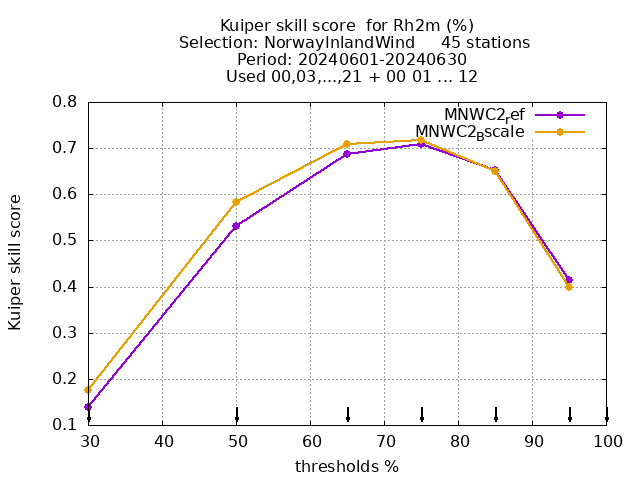 Kuiper skill score  for Rh2m (%)
Selection: NorwayInlandWind     45 stations
Period: 20240601-20240630
Used 00,03,...,21 + 00 01 ... 12
MNWC2ref
MNWC2Bscale
Kuiper skill score
0.8
0.7
0.6
0.5
0.4
0.3
0.2
0.1
30 40 50 60 70 80 90 100
thresholds %